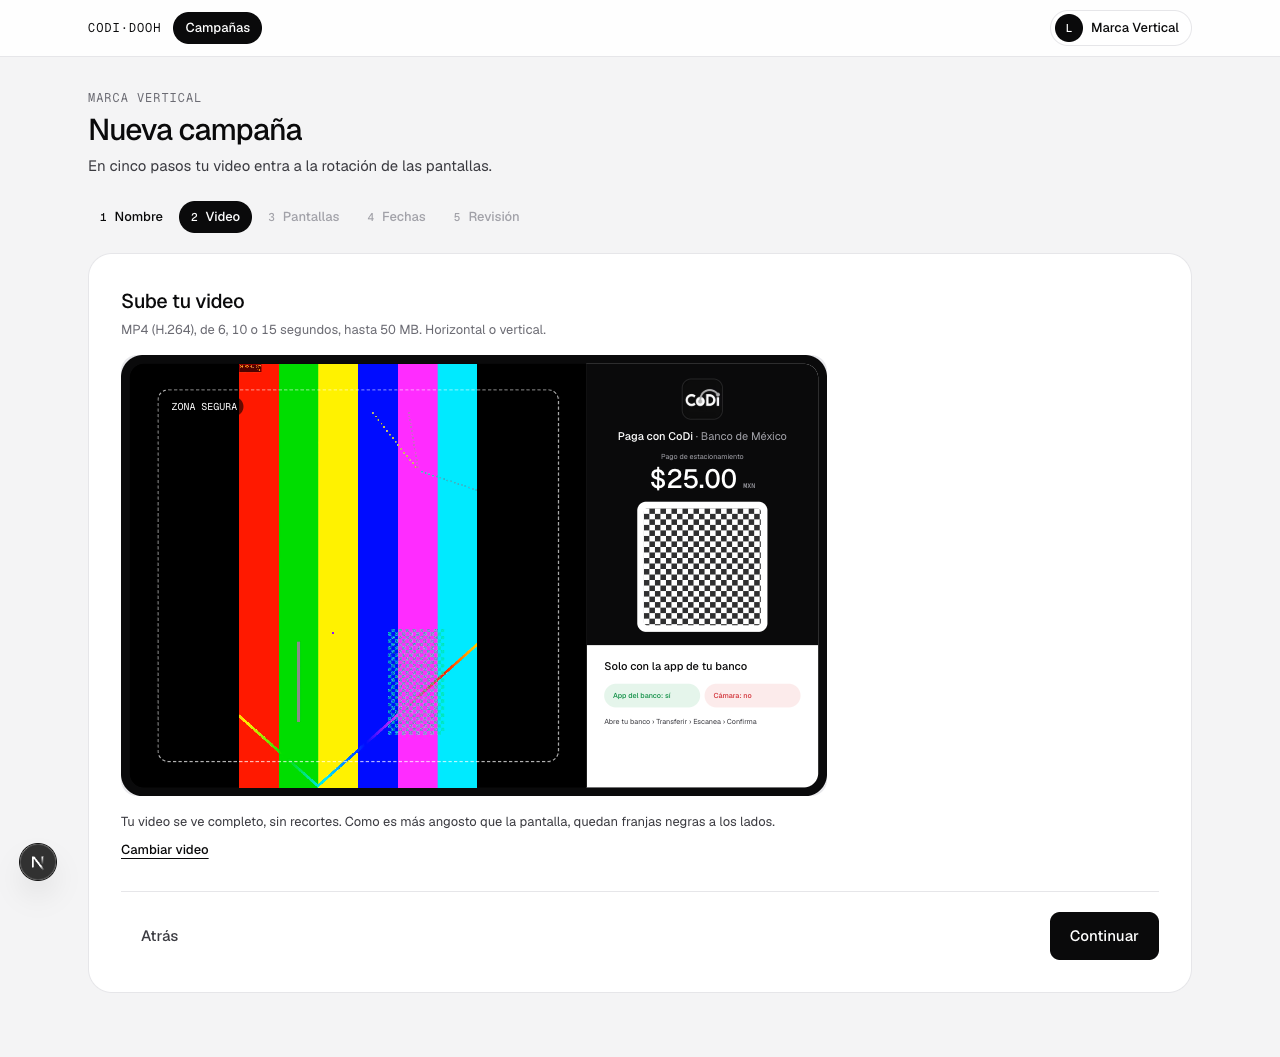 CODI·DOOH
Campañas
L
Marca Vertical
MARCA VERTICAL
Nueva campaña
En cinco pasos tu video entra a la rotación de las pantallas.
1 Nombre
2 Video
3 Pantallas
4 Fechas
5 Revisión
Sube tu video
MP4 (H.264), de 6, 10 o 15 segundos, hasta 50 MB. Horizontal o vertical.
ZONA SEGURA
CoDi
Paga con CoDi · Banco de México
Pago de estacionamiento
$25.00 MXN
Solo con la app de tu banco
App del banco: sí
Cámara: no
Abre tu banco › Transferir › Escanea › Confirma
Tu video se ve completo, sin recortes. Como es más angosto que la pantalla, quedan franjas negras a los lados.
Cambiar video
N
Atrás
Continuar